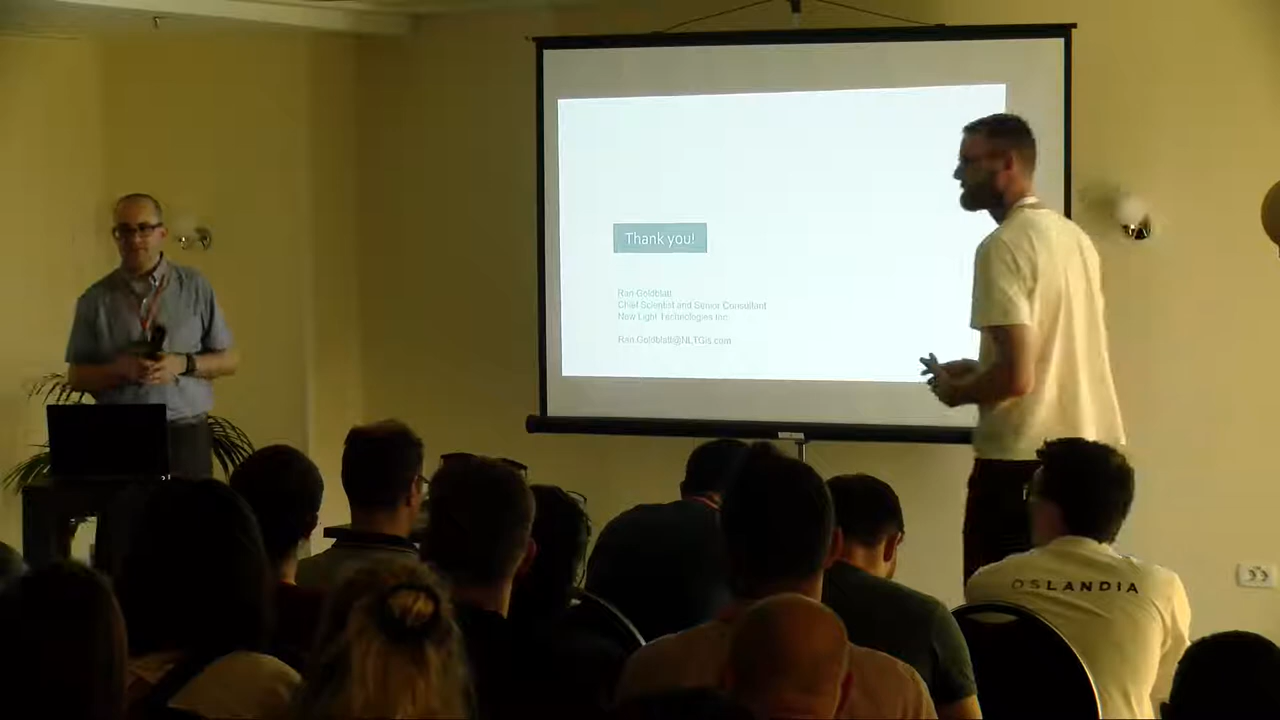 Thank you!
Ran Goldblatt
Chief Scientist and Senior Consultant
New Light Technologies Inc.
Ran.Goldblatt@NLTGis.com
OSLANDIA